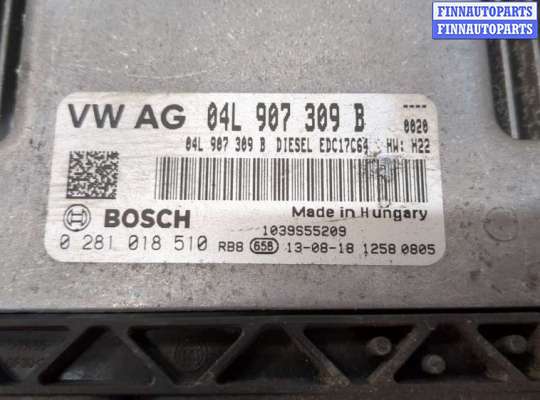 FINNAUTOPARTS
FINNAUTOPARTS
VW AG 04L 907 309 B 0020
04L 907 309 B DIESEL EDC17C64 HW: H22
BOSCH Made in Hungary
1039S55209
0 281 018 510 RB8 658 13-08-18 1258 0805